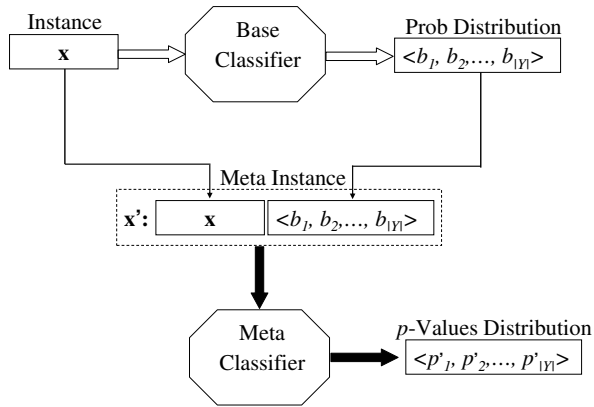 Instance
x
Base
Classifier
Prob Distribution
<b1, b2,..., b|Y|>
Meta Instance
x’:
x
<b1, b2,..., b|Y|>
Meta
Classifier
p-Values Distribution
<p’1, p’2,..., p’|Y|>